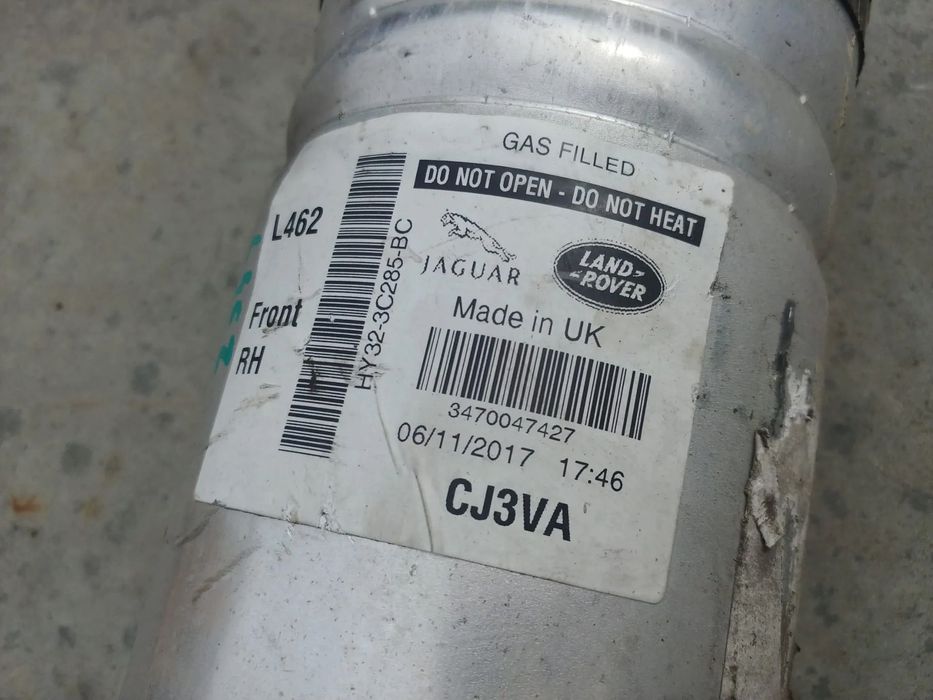 GAS FILLED
DO NOT OPEN - DO NOT HEAT
L462
Front
RH
HY32-3C285-BC
JAGUAR
LAND-
-ROVER
Made in UK
3470047427
06/11/2017 17:46
CJ3VA